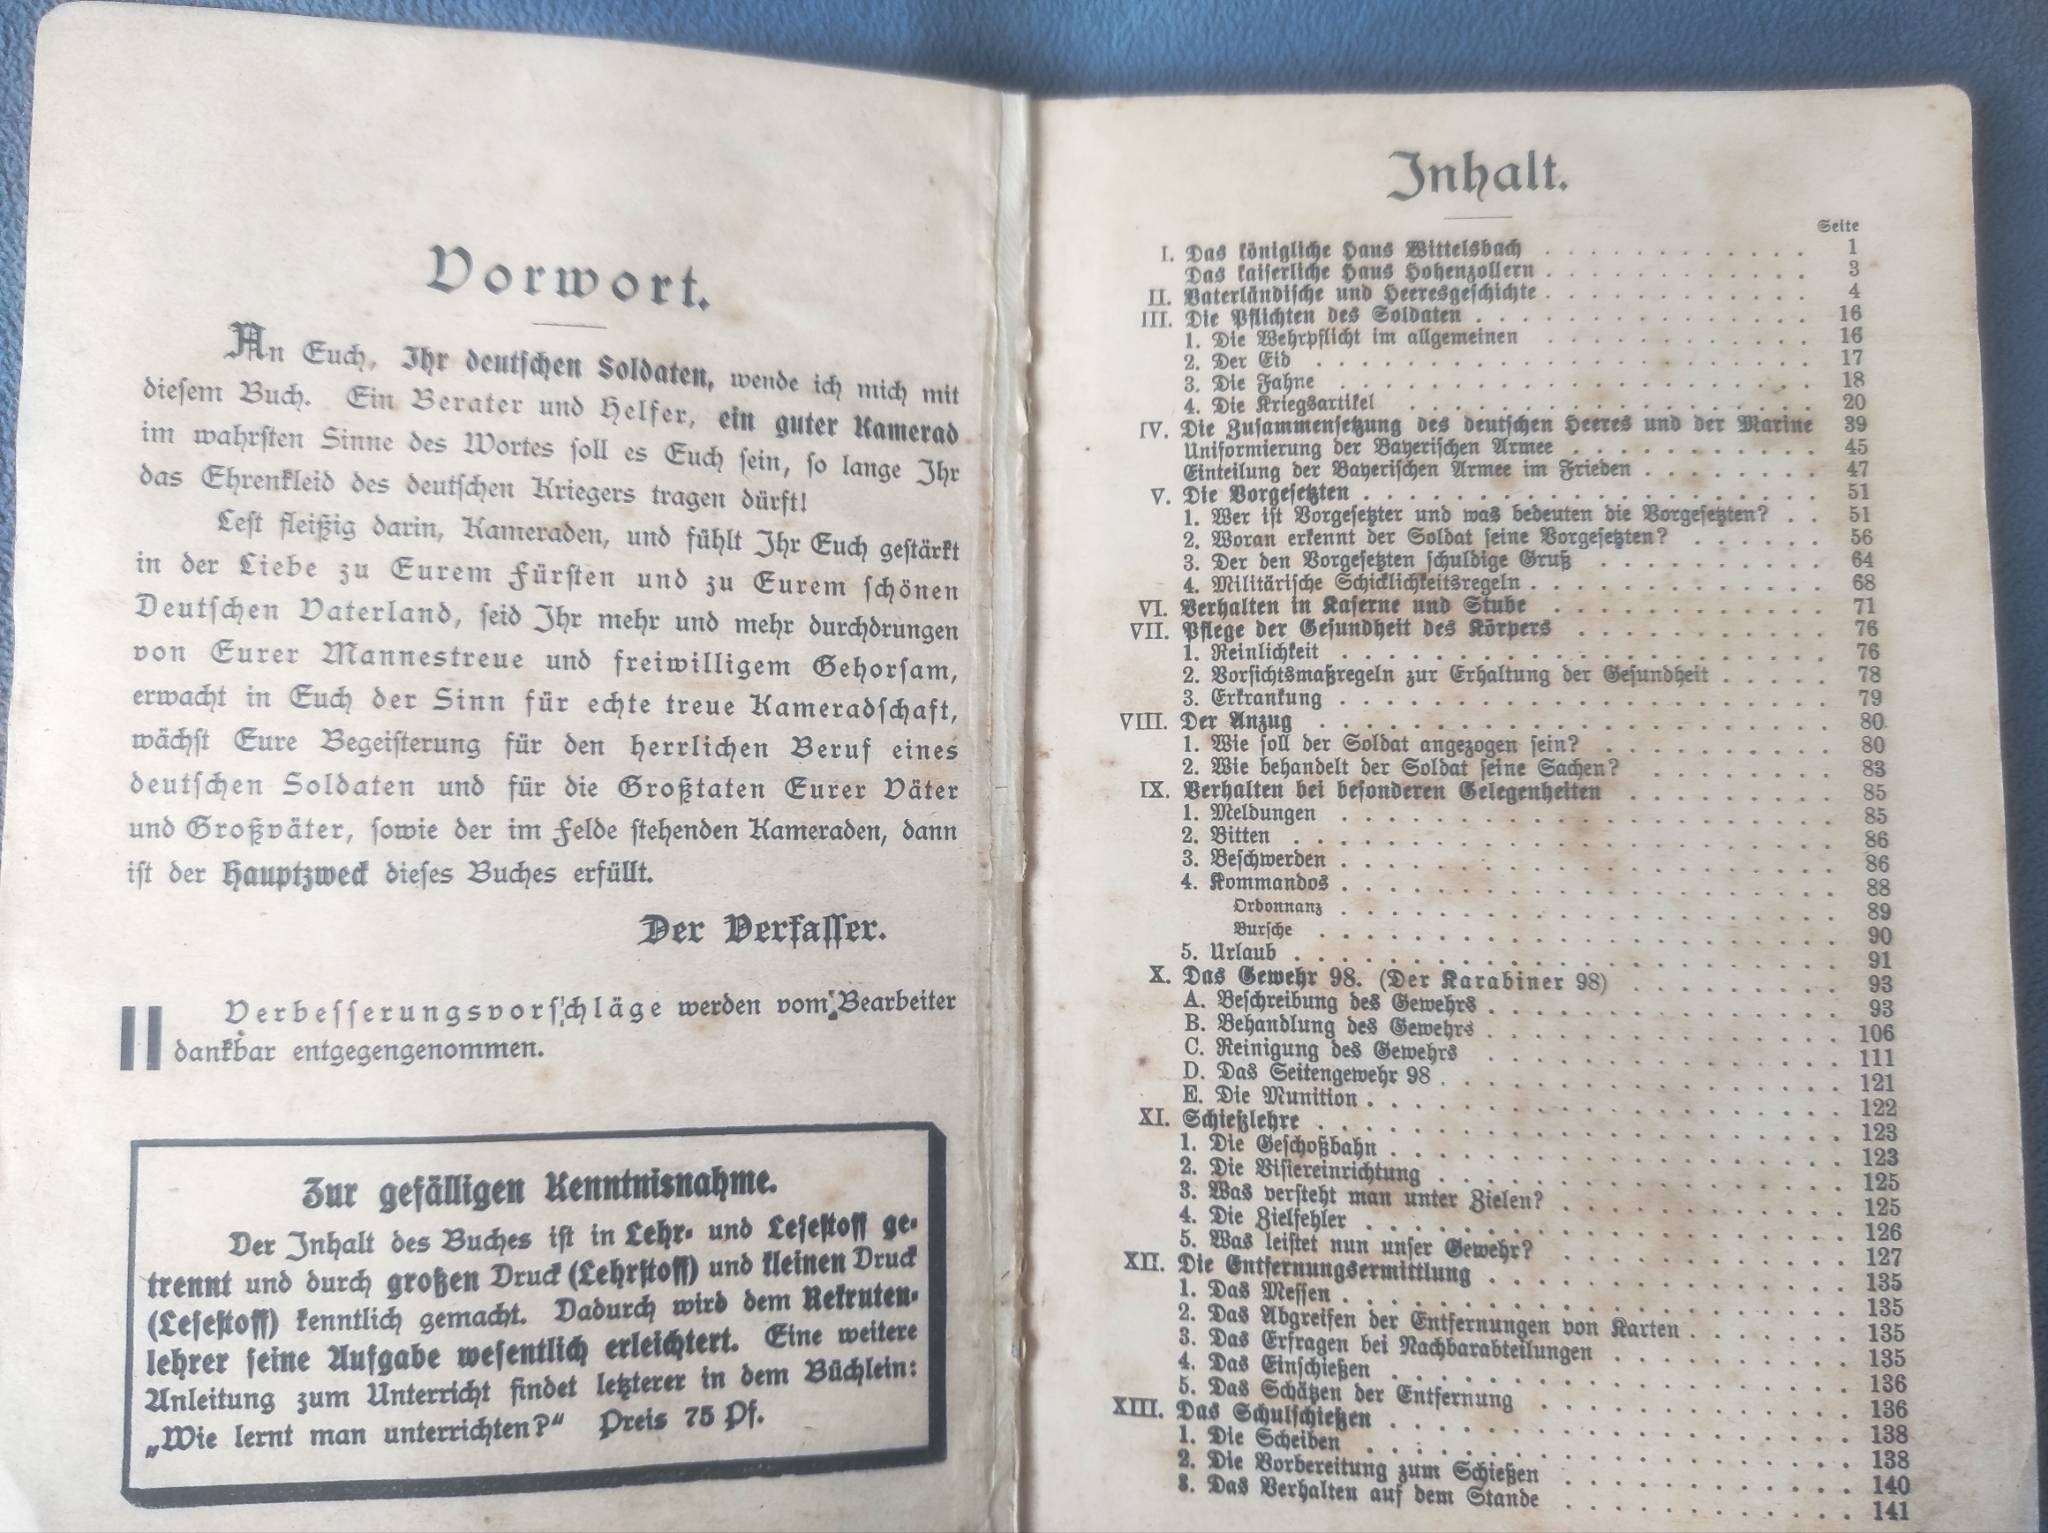 Vorwort.
An Euch, Ihr deutschen Soldaten, wende ich mich mit
diesem Buch. Ein Berater und Helfer, ein guter Kamerad
im wahrsten Sinne des Wortes soll es Euch sein, so lange Ihr
das Ehrenkleid des deutschen Kriegers tragen dürft!
Lest fleißig darin, Kameraden, und fühlt Ihr Euch gestärkt
in der Liebe zu Eurem Fürsten und zu Eurem schönen
Deutschen Vaterland, seid Ihr mehr und mehr durchdrungen
von Eurer Mannestreue und freiwilligem Gehorsam,
erwacht in Euch der Sinn für echte treue Kameradschaft,
wächst Eure Begeisterung für den herrlichen Beruf eines
deutschen Soldaten und für die Großtaten Eurer Väter
und Großväter, sowie der im Felde stehenden Kameraden, dann
ist der Hauptzweck dieses Buches erfüllt.
Der Verfasser.
Verbesserungsvorschläge werden vom Bearbeiter
dankbar entgegengenommen.
Zur gefälligen Kenntnisnahme.
Der Inhalt des Buches ist in Lehr- und Lesestoff ge-
trennt und durch großen Druck (Lehrstoff) und kleinen Druck
(Lesestoff) kenntlich gemacht. Dadurch wird dem Rekruten-
lehrer seine Aufgabe wesentlich erleichtert. Eine weitere
Anleitung zum Unterricht findet letzterer in dem Büchlein:
„Wie lernt man unterrichten?“ Preis 75 Pf.
Inhalt.
Seite
I. Das königliche Haus Wittelsbach . . . . . . . . . . . . 1
Das kaiserliche Haus Hohenzollern . . . . . . . . . . . . 3
II. Vaterländische und Heeresgeschichte . . . . . . . . . . . . 4
III. Die Pflichten des Soldaten . . . . . . . . . . . . 16
1. Die Wehrpflicht im allgemeinen . . . . . . . . . . . . 16
2. Der Eid . . . . . . . . . . . . 17
3. Die Fahne . . . . . . . . . . . . 18
4. Die Kriegsartikel . . . . . . . . . . . . 20
IV. Die Zusammensetzung des deutschen Heeres und der Marine 39
Uniformierung der Bayerischen Armee . . . . . . . . . . . . 45
Einteilung der Bayerischen Armee im Frieden . . . . . . . . 47
V. Die Vorgesetzten . . . . . . . . . . . . 51
1. Wer ist Vorgesetzter und was bedeuten die Vorgesetzten? . . 51
2. Woran erkennt der Soldat seine Vorgesetzten? . . . . . . 56
3. Der den Vorgesetzten schuldige Gruß . . . . . . . . . . 64
4. Militärische Schicklichkeitsregeln . . . . . . . . . . . . 68
VI. Verhalten in Kaserne und Stube . . . . . . . . . . . . 71
VII. Pflege der Gesundheit des Körpers . . . . . . . . . . . 76
1. Reinlichkeit . . . . . . . . . . . . 76
2. Vorsichtsmaßregeln zur Erhaltung der Gesundheit . . . . . 78
3. Erkrankung . . . . . . . . . . . . 79
VIII. Der Anzug . . . . . . . . . . . . 80
1. Wie soll der Soldat angezogen sein? . . . . . . . . . . 80
2. Wie behandelt der Soldat seine Sachen? . . . . . . . . 83
IX. Verhalten bei besonderen Gelegenheiten . . . . . . . . . 85
1. Meldungen . . . . . . . . . . . . 85
2. Bitten . . . . . . . . . . . . 86
3. Beschwerden . . . . . . . . . . . . 86
4. Kommandos . . . . . . . . . . . . 88
Ordonnanz . . . . . . . . . . . . 89
Bursche . . . . . . . . . . . . 90
5. Urlaub . . . . . . . . . . . . 91
X. Das Gewehr 98. (Der Karabiner 98) . . . . . . . . . 93
A. Beschreibung des Gewehrs . . . . . . . . . . . . 93
B. Behandlung des Gewehrs . . . . . . . . . . . . 106
C. Reinigung des Gewehrs . . . . . . . . . . . . 111
D. Das Seitengewehr 98 . . . . . . . . . . . . 121
E. Die Munition . . . . . . . . . . . . 122
XI. Schießlehre . . . . . . . . . . . . 123
1. Die Geschoßbahn . . . . . . . . . . . . 123
2. Die Visiereinrichtung . . . . . . . . . . . . 125
3. Was versteht man unter Zielen? . . . . . . . . . . . . 125
4. Die Zielfehler . . . . . . . . . . . . 126
5. Was leistet nun unser Gewehr? . . . . . . . . . . . . 127
XII. Die Entfernungsermittlung . . . . . . . . . . . . 135
1. Das Messen . . . . . . . . . . . . 135
2. Das Abgreifen der Entfernungen von Karten . . . . . . . 135
3. Das Erfragen bei Nachbarabteilungen . . . . . . . . . . 135
4. Das Einschießen . . . . . . . . . . . . 136
5. Das Schätzen der Entfernung . . . . . . . . . . . . 136
XIII. Das Schulschießen . . . . . . . . . . . . 138
1. Die Scheiben . . . . . . . . . . . . 138
2. Die Vorbereitung zum Schießen . . . . . . . . . . . . 140
3. Das Verhalten auf dem Stande . . . . . . . . . . . . 141